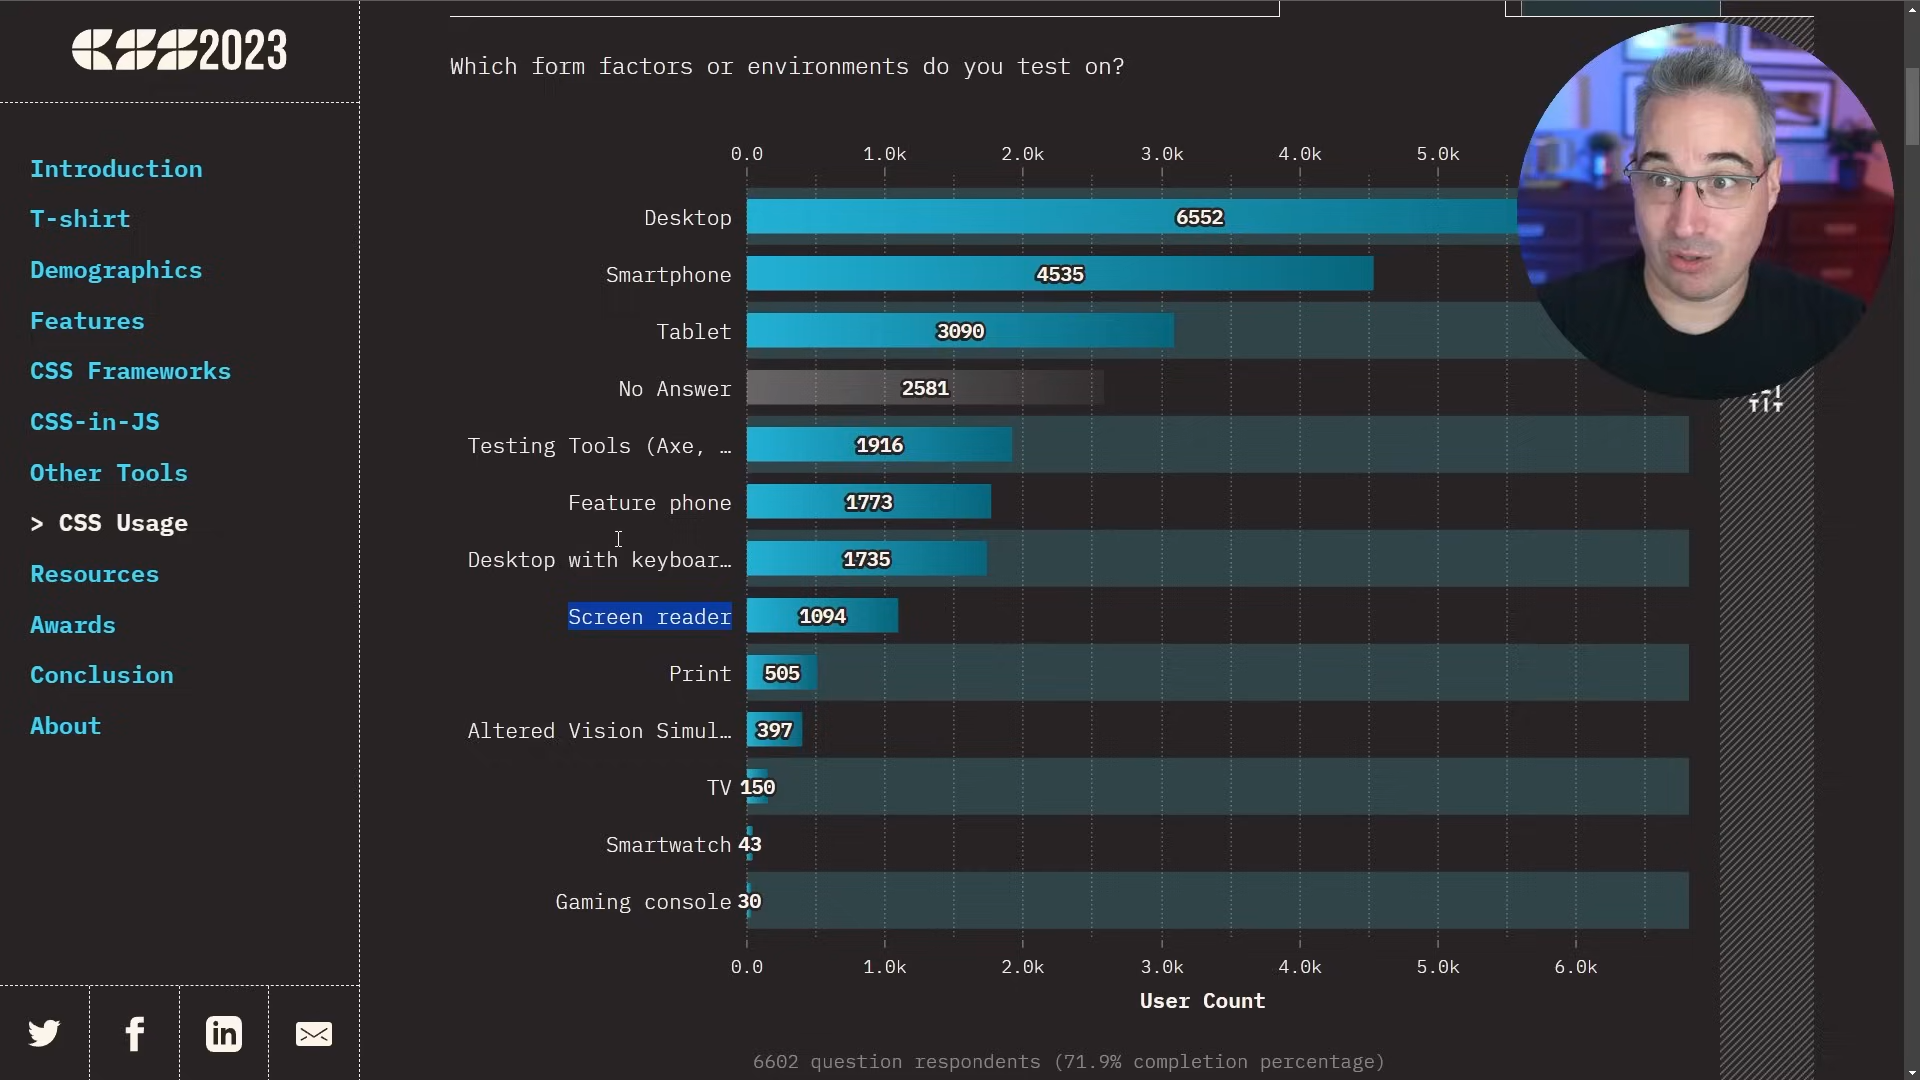 CSS2023
Introduction
T-shirt
Demographics
Features
CSS Frameworks
CSS-in-JS
Other Tools
> CSS Usage
Resources
Awards
Conclusion
About
Which form factors or environments do you test on?
0.0 1.0k 2.0k 3.0k 4.0k 5.0k
Desktop 6552
Smartphone 4535
Tablet 3090
No Answer 2581
Testing Tools (Axe, … 1916
Feature phone 1773
Desktop with keyboar… 1735
Screen reader 1094
Print 505
Altered Vision Simul… 397
TV 150
Smartwatch 43
Gaming console 30
0.0 1.0k 2.0k 3.0k 4.0k 5.0k 6.0k
User Count
6602 question respondents (71.9% completion percentage)